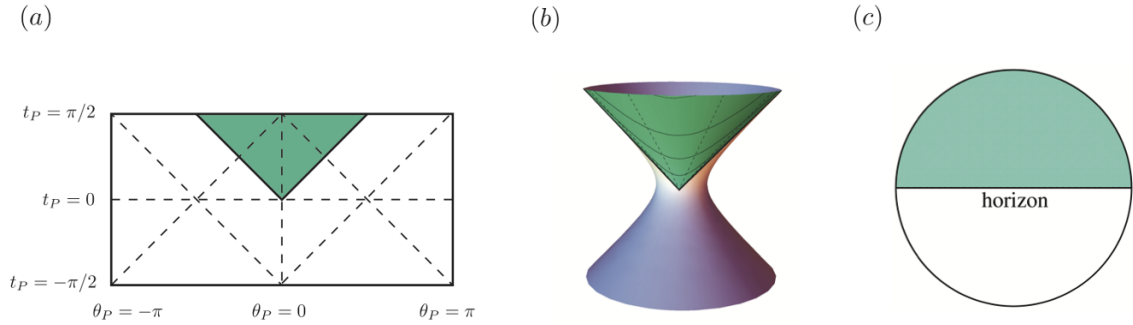 (a)
(b)
(c)
t_P = π/2
t_P = 0
t_P = −π/2
θ_P = −π
θ_P = 0
θ_P = π
horizon